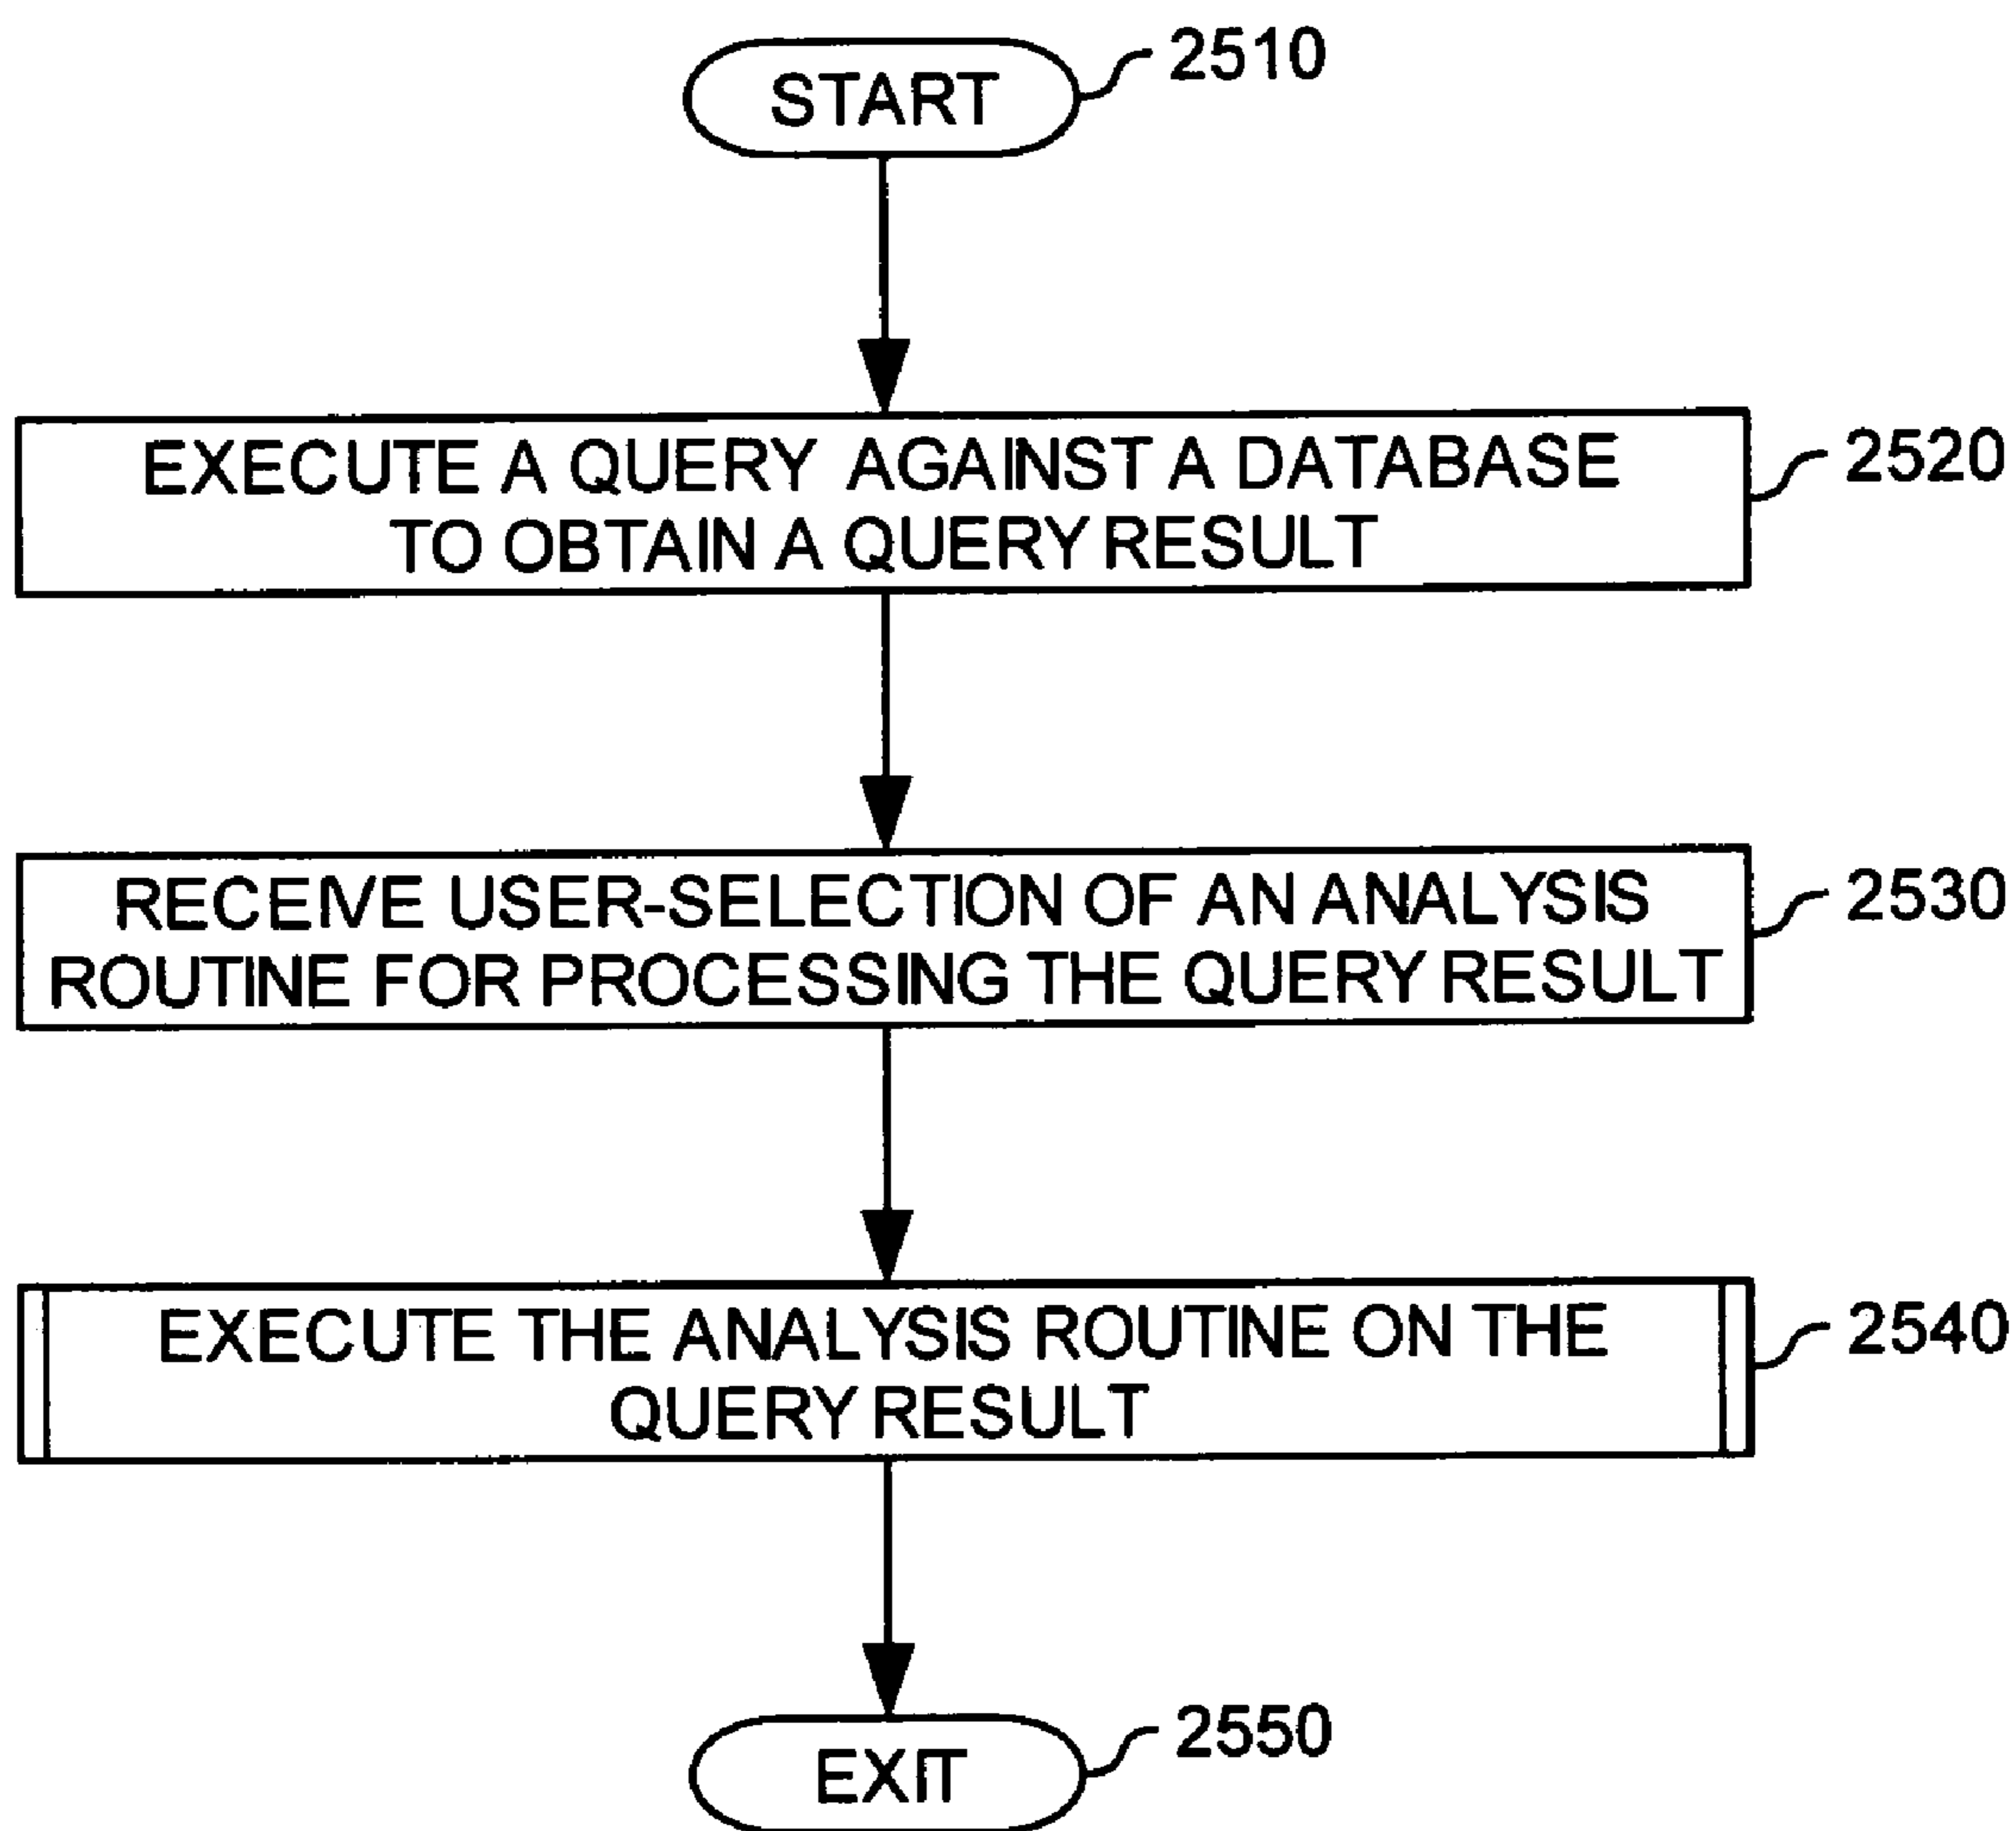 START
2510
EXECUTE A QUERY AGAINST A DATABASE
TO OBTAIN A QUERY RESULT
2520
RECEIVE USER-SELECTION OF AN ANALYSIS
ROUTINE FOR PROCESSING THE QUERY RESULT
2530
EXECUTE THE ANALYSIS ROUTINE ON THE
QUERY RESULT
2540
EXIT
2550